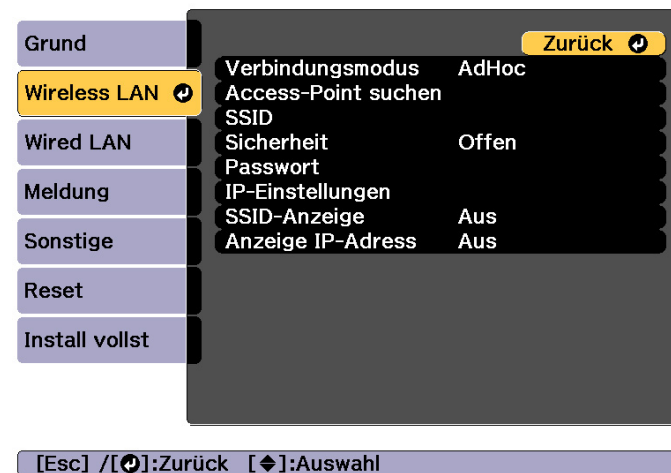 Grund
Wireless LAN
Wired LAN
Meldung
Sonstige
Reset
Install vollst
Zurück
Verbindungsmodus AdHoc
Access-Point suchen
SSID
Sicherheit Offen
Passwort
IP-Einstellungen
SSID-Anzeige Aus
Anzeige IP-Adress Aus
[Esc] /[⏎]:Zurück [◆]:Auswahl